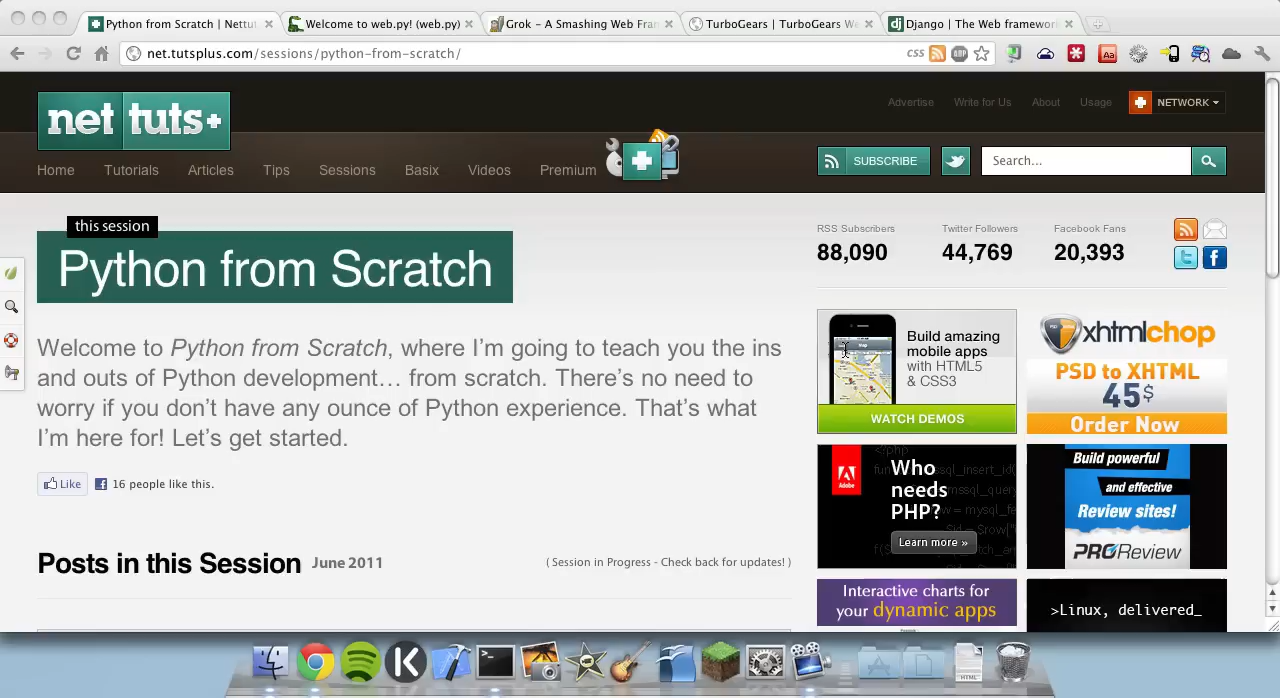 Python from Scratch | Nettut
Welcome to web.py! (web.py)
Grok – A Smashing Web Fram
TurboGears | TurboGears We
Django | The Web framework
net.tutsplus.com/sessions/python-from-scratch/
css
ABP
Aa
Advertise
Write for Us
About
Usage
NETWORK
net tuts+
Home
Tutorials
Articles
Tips
Sessions
Basix
Videos
Premium
SUBSCRIBE
Search...
this session
Python from Scratch
RSS Subscribers
Twitter Followers
Facebook Fans
88,090
44,769
20,393
Welcome to Python from Scratch, where I'm going to teach you the ins
and outs of Python development… from scratch. There's no need to
worry if you don't have any ounce of Python experience. That's what
I'm here for! Let's get started.
Like
16 people like this.
Build amazing
mobile apps
with HTML5
& CSS3
WATCH DEMOS
xhtmlchop
PSD to XHTML
45$
Order Now
Adobe
Who
needs
PHP?
Learn more »
Build powerful
and effective
Review sites!
PROReview
Posts in this Session
June 2011
( Session in Progress - Check back for updates! )
Interactive charts for
your dynamic apps
>Linux, delivered_
K
HTML